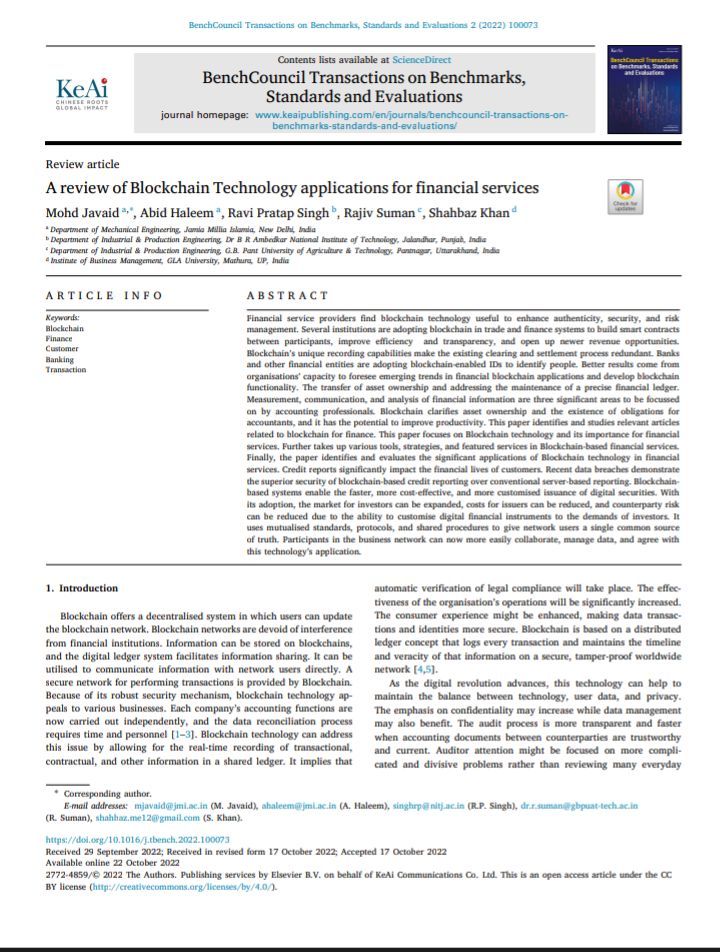 BenchCouncil Transactions on Benchmarks, Standards and Evaluations 2 (2022) 100073
KeAi
CHINESE ROOTS
GLOBAL IMPACT
Contents lists available at ScienceDirect
BenchCouncil Transactions on Benchmarks,
Standards and Evaluations
journal homepage: www.keaipublishing.com/en/journals/benchcouncil-transactions-on-
benchmarks-standards-and-evaluations/
KeAi
BenchCouncil Transactions
on Benchmarks, Standards
and Evaluations
Review article
A review of Blockchain Technology applications for financial services
Mohd Javaid a,*, Abid Haleem a, Ravi Pratap Singh b, Rajiv Suman c, Shahbaz Khan d
Check for
updates
a Department of Mechanical Engineering, Jamia Millia Islamia, New Delhi, India
b Department of Industrial & Production Engineering, Dr B R Ambedkar National Institute of Technology, Jalandhar, Punjab, India
c Department of Industrial & Production Engineering, G.B. Pant University of Agriculture & Technology, Pantnagar, Uttarakhand, India
d Institute of Business Management, GLA University, Mathura, UP, India
ARTICLE INFO
Keywords:
Blockchain
Finance
Customer
Banking
Transaction
ABSTRACT
Financial service providers find blockchain technology useful to enhance authenticity, security, and risk
management. Several institutions are adopting blockchain in trade and finance systems to build smart contracts
between participants, improve efficiency and transparency, and open up newer revenue opportunities.
Blockchain's unique recording capabilities make the existing clearing and settlement process redundant. Banks
and other financial entities are adopting blockchain-enabled IDs to identify people. Better results come from
organisations' capacity to foresee emerging trends in financial blockchain applications and develop blockchain
functionality. The transfer of asset ownership and addressing the maintenance of a precise financial ledger.
Measurement, communication, and analysis of financial information are three significant areas to be focussed
on by accounting professionals. Blockchain clarifies asset ownership and the existence of obligations for
accountants, and it has the potential to improve productivity. This paper identifies and studies relevant articles
related to blockchain for finance. This paper focuses on Blockchain technology and its importance for financial
services. Further takes up various tools, strategies, and featured services in Blockchain-based financial services.
Finally, the paper identifies and evaluates the significant applications of Blockchain technology in financial
services. Credit reports significantly impact the financial lives of customers. Recent data breaches demonstrate
the superior security of blockchain-based credit reporting over conventional server-based reporting. Blockchain-
based systems enable the faster, more cost-effective, and more customised issuance of digital securities. With
its adoption, the market for investors can be expanded, costs for issuers can be reduced, and counterparty risk
can be reduced due to the ability to customise digital financial instruments to the demands of investors. It
uses mutualised standards, protocols, and shared procedures to give network users a single common source
of truth. Participants in the business network can now more easily collaborate, manage data, and agree with
this technology's application.
1. Introduction
Blockchain offers a decentralised system in which users can update
the blockchain network. Blockchain networks are devoid of interference
from financial institutions. Information can be stored on blockchains,
and the digital ledger system facilitates information sharing. It can be
utilised to communicate information with network users directly. A
secure network for performing transactions is provided by Blockchain.
Because of its robust security mechanism, blockchain technology ap-
peals to various businesses. Each company's accounting functions are
now carried out independently, and the data reconciliation process
requires time and personnel [1–3]. Blockchain technology can address
this issue by allowing for the real-time recording of transactional,
contractual, and other information in a shared ledger. It implies that
automatic verification of legal compliance will take place. The effec-
tiveness of the organisation's operations will be significantly increased.
The consumer experience might be enhanced, making data transac-
tions and identities more secure. Blockchain is based on a distributed
ledger concept that logs every transaction and maintains the timeline
and veracity of that information on a secure, tamper-proof worldwide
network [4,5].
As the digital revolution advances, this technology can help to
maintain the balance between technology, user data, and privacy.
The emphasis on confidentiality may increase while data management
may also benefit. The audit process is more transparent and faster
when accounting documents between counterparties are trustworthy
and current. Auditor attention might be focused on more compli-
cated and divisive problems rather than reviewing many everyday
* Corresponding author.
E-mail addresses: mjavaid@jmi.ac.in (M. Javaid), ahaleem@jmi.ac.in (A. Haleem), singhrp@nitj.ac.in (R.P. Singh), dr.r.suman@gbpuat-tech.ac.in
(R. Suman), shahbaz.me12@gmail.com (S. Khan).
https://doi.org/10.1016/j.tbench.2022.100073
Received 29 September 2022; Received in revised form 17 October 2022; Accepted 17 October 2022
Available online 22 October 2022
2772-4859/© 2022 The Authors. Publishing services by Elsevier B.V. on behalf of KeAi Communications Co. Ltd. This is an open access article under the CC
BY license (http://creativecommons.org/licenses/by/4.0/).